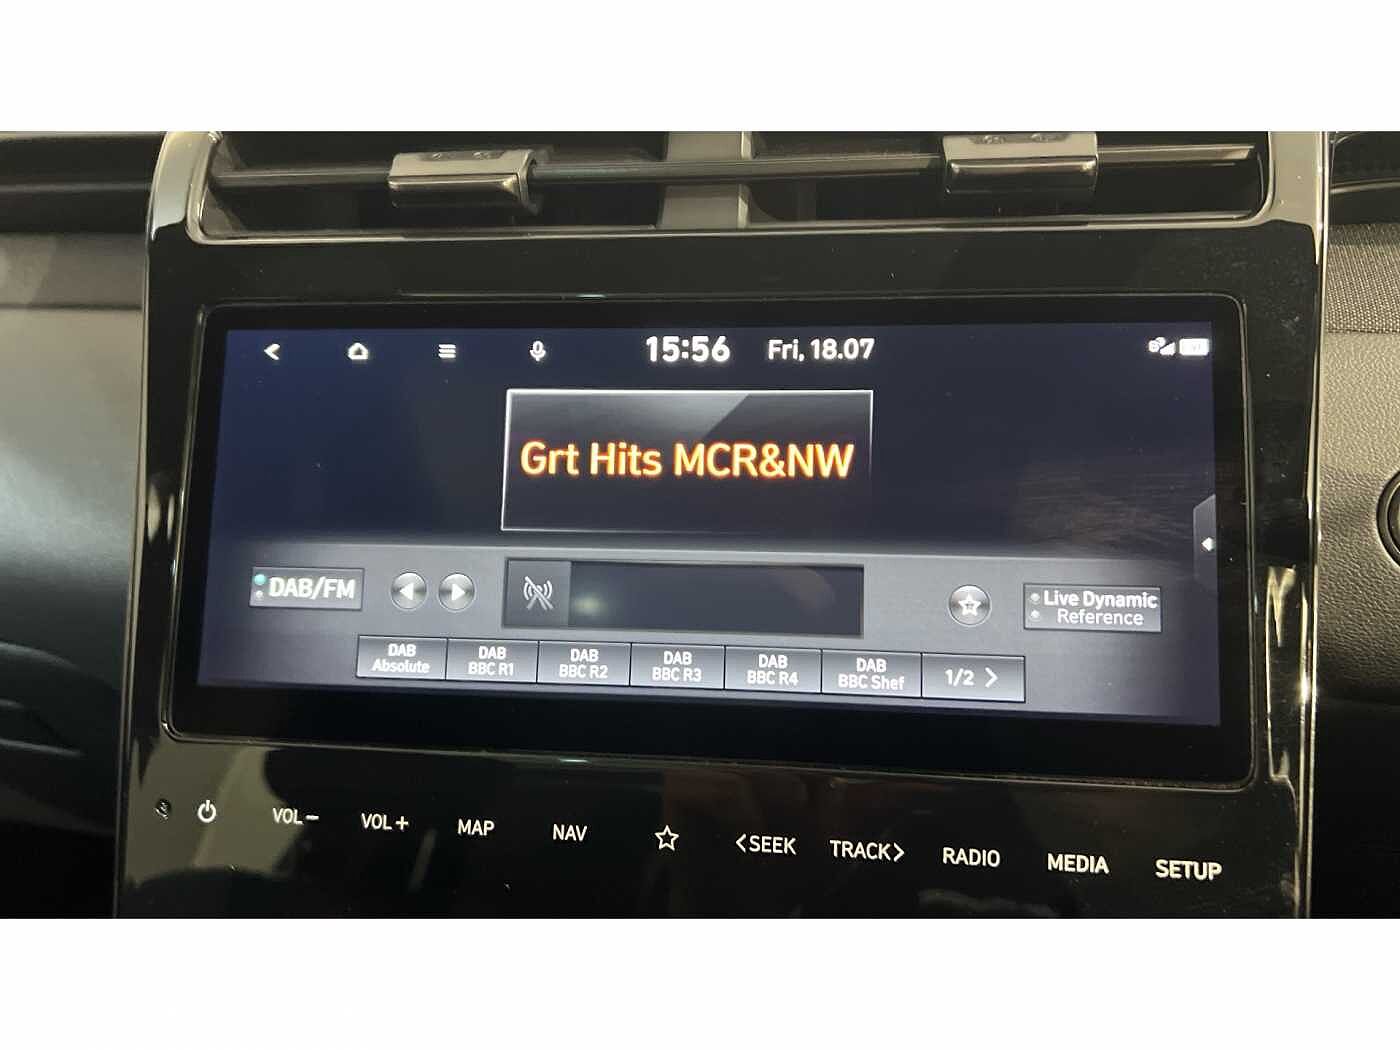 15:56 Fri, 18.07
Grt Hits MCR&NW
DAB/FM
Live Dynamic
Reference
DAB
Absolute
DAB
BBC R1
DAB
BBC R2
DAB
BBC R3
DAB
BBC R4
DAB
BBC Shef
1/2 >
VOL− VOL+ MAP NAV <SEEK TRACK> RADIO MEDIA SETUP